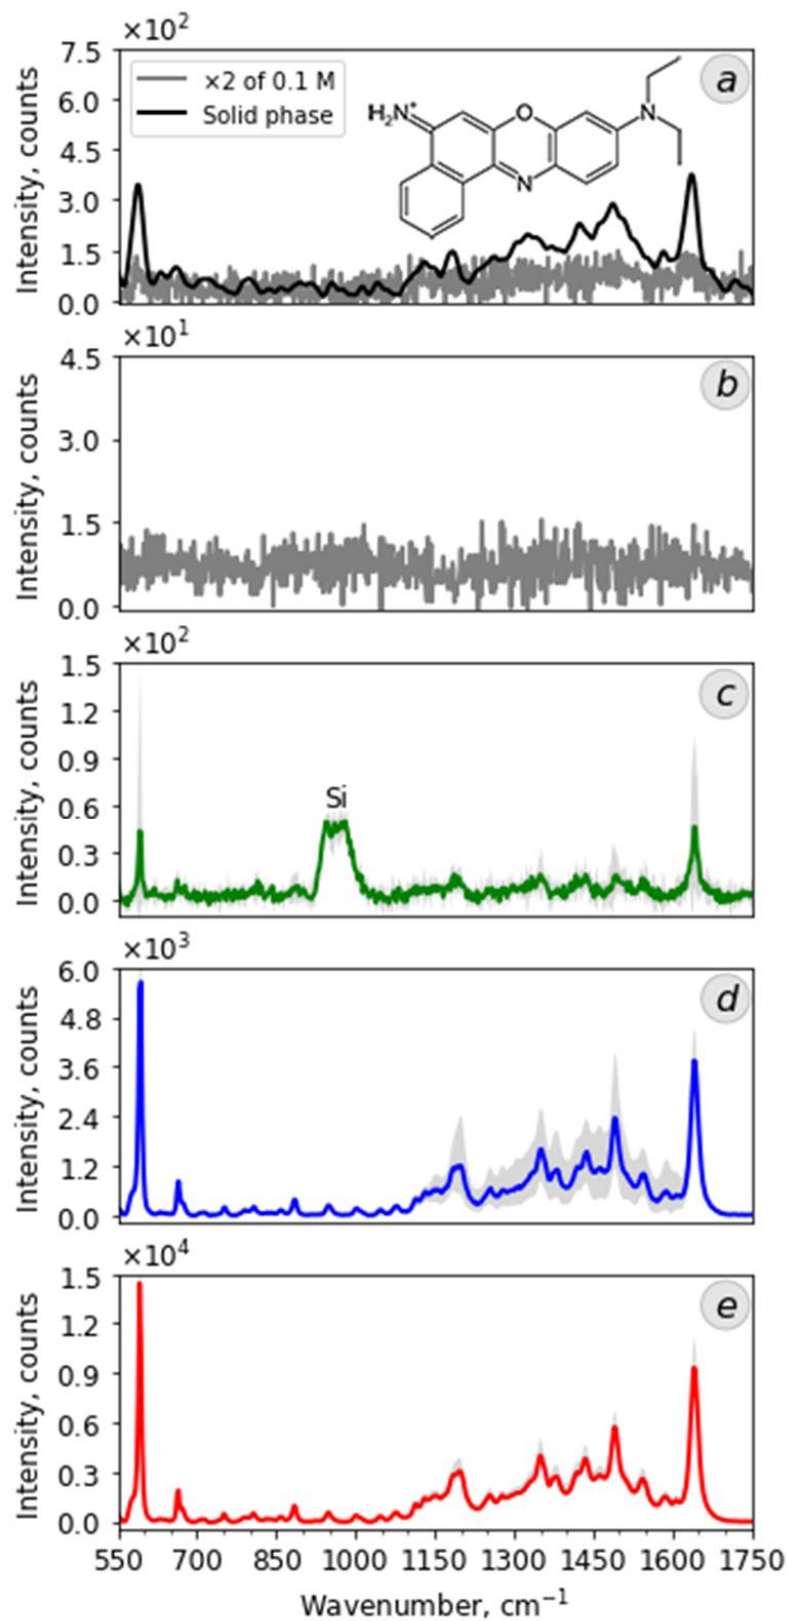 ×10²
Intensity, counts
7.5
6.0
4.5
3.0
1.5
0.0
×2 of 0.1 M
Solid phase
H₂N⁺
O
N
N
a
×10¹
Intensity, counts
4.5
3.0
1.5
0.0
b
×10²
Intensity, counts
1.5
1.2
0.9
0.6
0.3
0.0
Si
c
×10³
Intensity, counts
6.0
4.8
3.6
2.4
1.2
0.0
d
×10⁴
Intensity, counts
1.5
1.2
0.9
0.6
0.3
0.0
e
550 700 850 1000 1150 1300 1450 1600 1750
Wavenumber, cm⁻¹